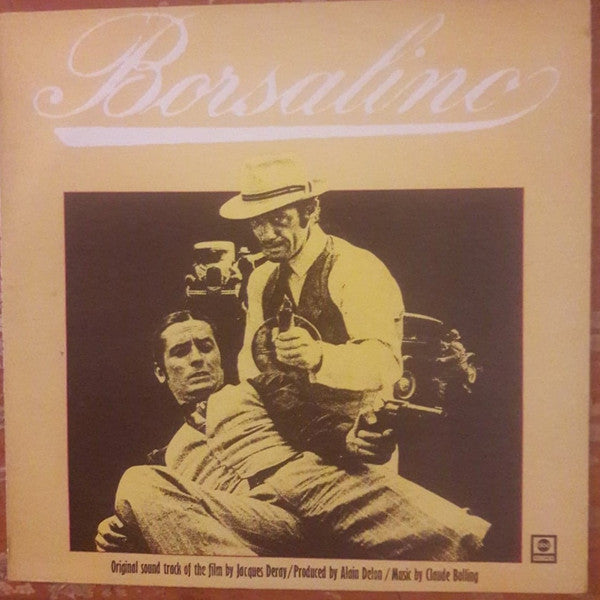 Borsalino
Original sound track of the film by Jacques Deray/Produced by Alain Delon / Music by Claude Bolling